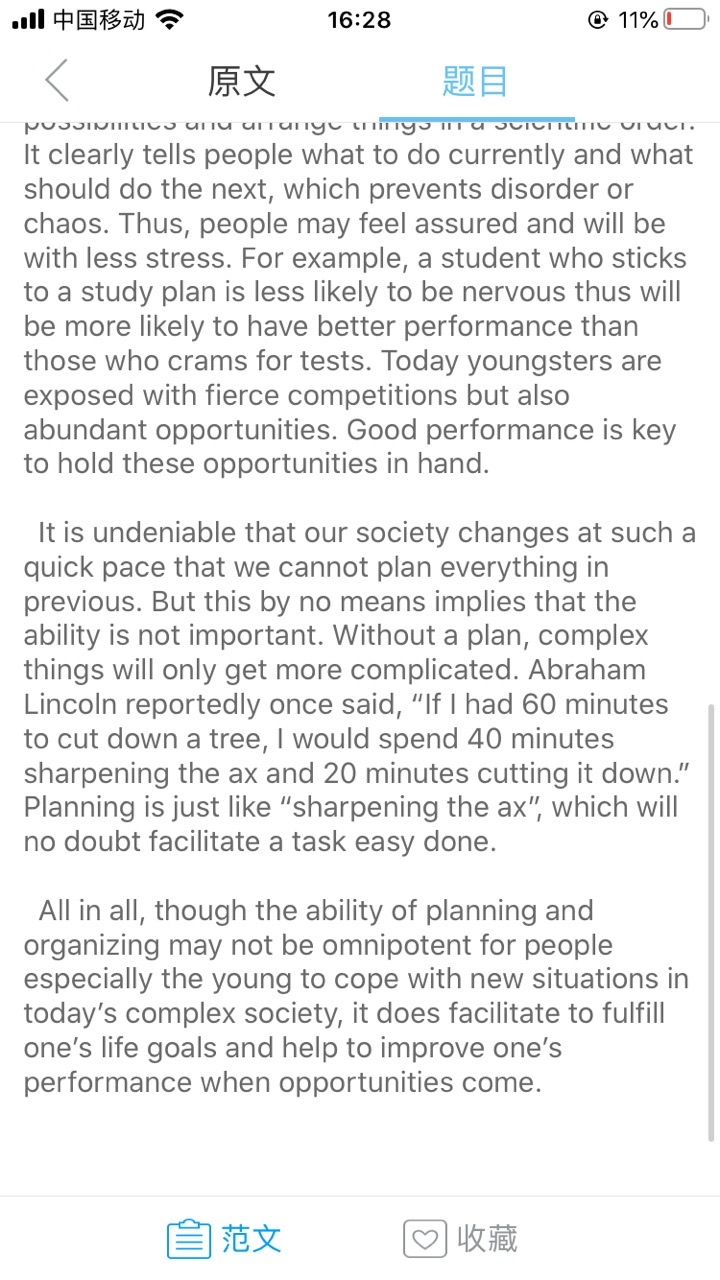 中国移动 16:28 11%
原文 题目
possibilities and arrange things in a scientific order.
It clearly tells people what to do currently and what
should do the next, which prevents disorder or
chaos. Thus, people may feel assured and will be
with less stress. For example, a student who sticks
to a study plan is less likely to be nervous thus will
be more likely to have better performance than
those who crams for tests. Today youngsters are
exposed with fierce competitions but also
abundant opportunities. Good performance is key
to hold these opportunities in hand.
It is undeniable that our society changes at such a
quick pace that we cannot plan everything in
previous. But this by no means implies that the
ability is not important. Without a plan, complex
things will only get more complicated. Abraham
Lincoln reportedly once said, “If I had 60 minutes
to cut down a tree, I would spend 40 minutes
sharpening the ax and 20 minutes cutting it down.”
Planning is just like “sharpening the ax”, which will
no doubt facilitate a task easy done.
All in all, though the ability of planning and
organizing may not be omnipotent for people
especially the young to cope with new situations in
today’s complex society, it does facilitate to fulfill
one’s life goals and help to improve one’s
performance when opportunities come.
范文 收藏